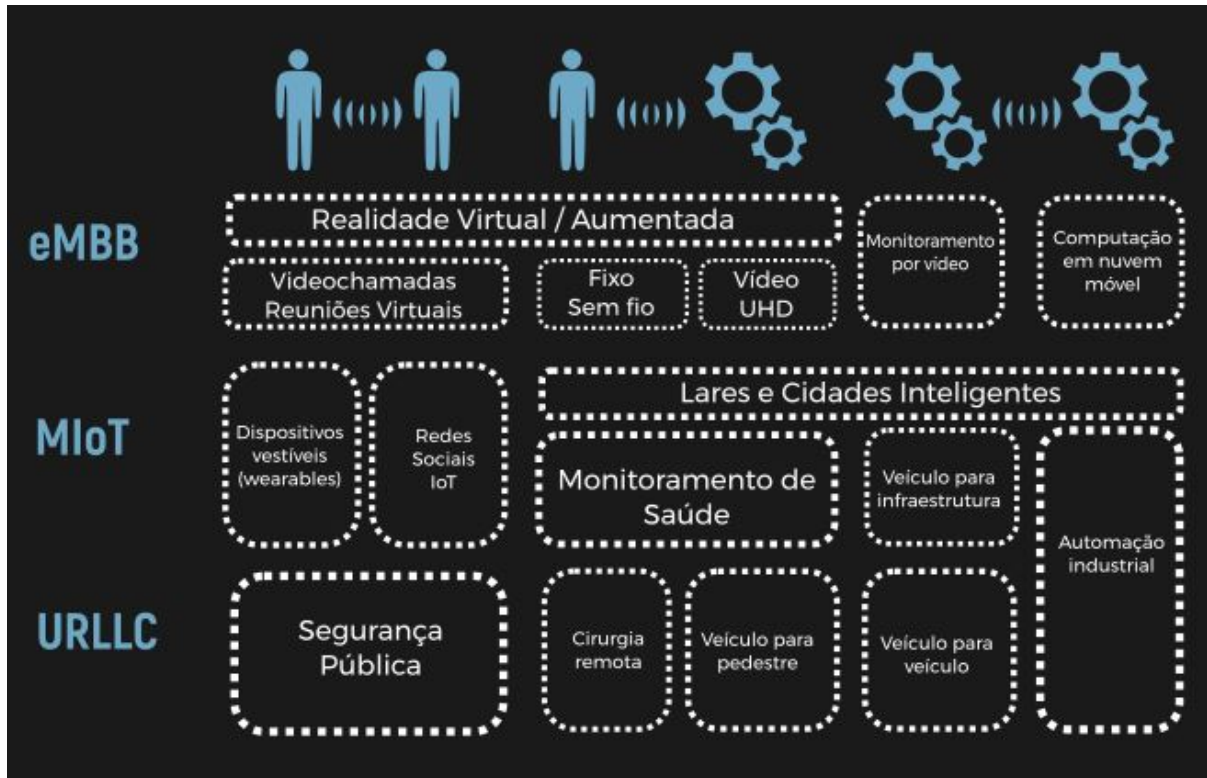 eMBB
Realidade Virtual / Aumentada
Videochamadas
Reuniões Virtuais
Fixo
Sem fio
Vídeo
UHD
Monitoramento
por vídeo
Computação
em nuvem
móvel
MIoT
Dispositivos
vestíveis
(wearables)
Redes
Sociais
IoT
Lares e Cidades Inteligentes
Monitoramento de
Saúde
Veículo para
infraestrutura
Automação
industrial
URLLC
Segurança
Pública
Cirurgia
remota
Veículo para
pedestre
Veículo para
veículo